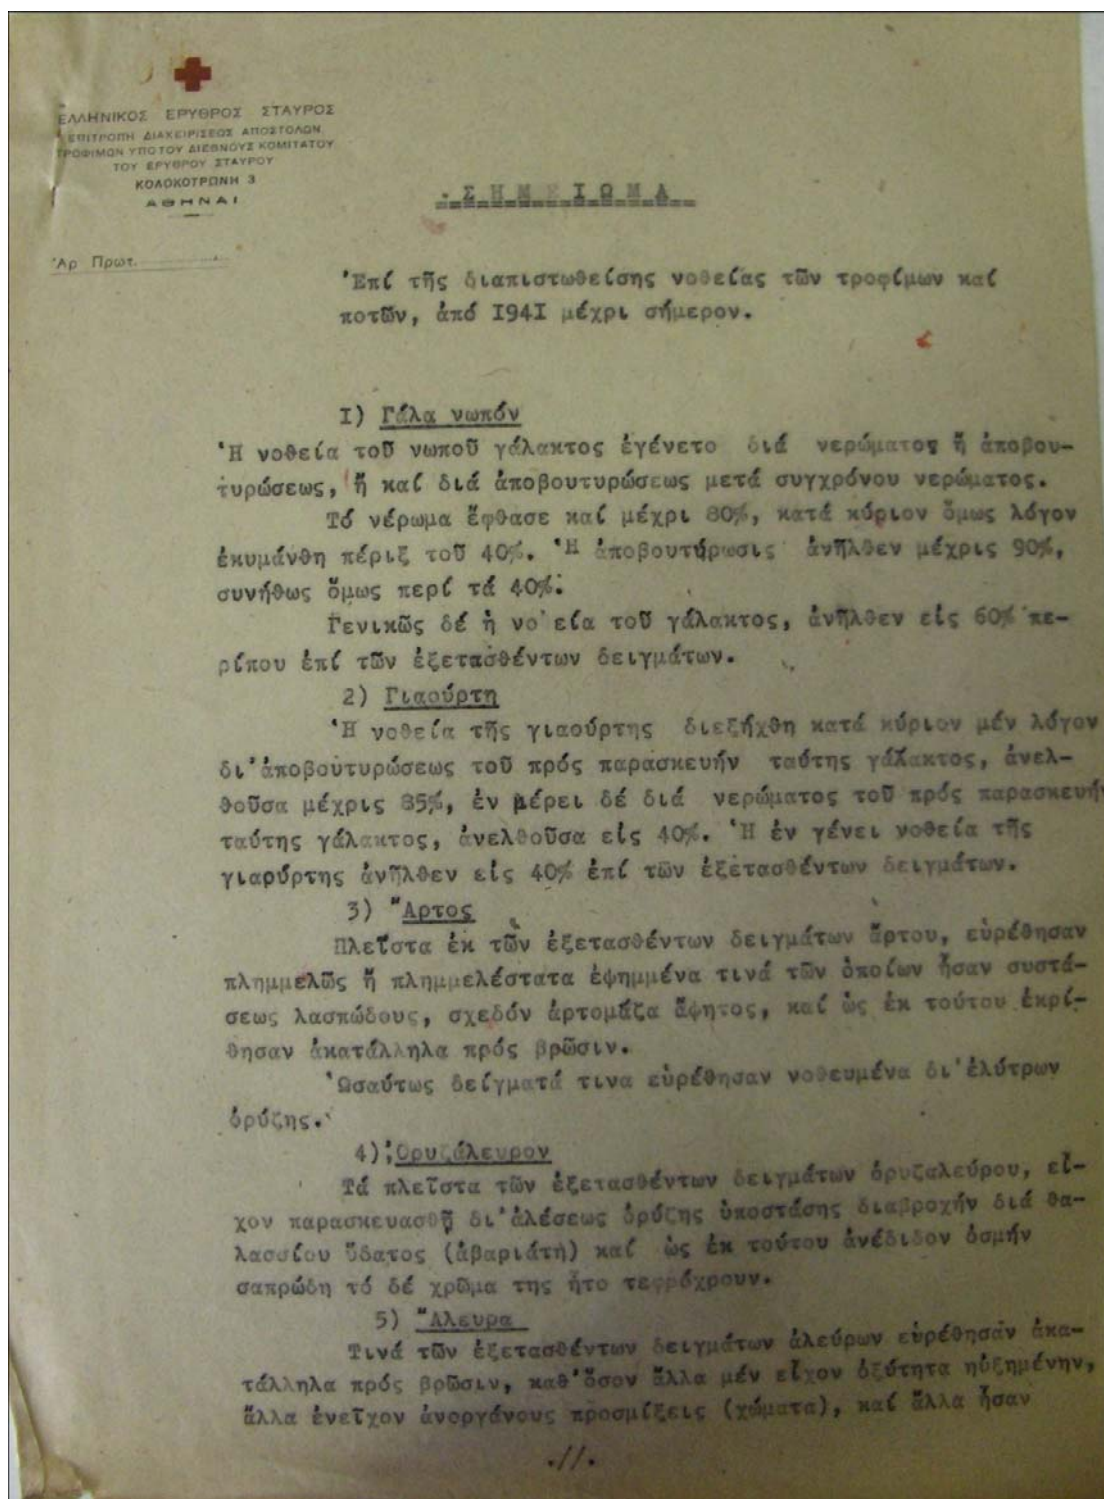 ΕΛΛΗΝΙΚΟΣ ΕΡΥΘΡΟΣ ΣΤΑΥΡΟΣ
ΕΠΙΤΡΟΠΗ ΔΙΑΧΕΙΡΙΣΕΩΣ ΑΠΟΣΤΟΛΩΝ
ΤΡΟΦΙΜΩΝ ΥΠΟ ΤΟΥ ΔΙΕΘΝΟΥΣ ΚΟΜΙΤΑΤΟΥ
ΤΟΥ ΕΡΥΘΡΟΥ ΣΤΑΥΡΟΥ
ΚΟΛΟΚΟΤΡΩΝΗ 3
ΑΘΗΝΑΙ
Ἀρ Πρωτ.
ΣΗΜΕΙΩΜΑ
Ἐπί τῆς διαπιστωθείσης νοθείας τῶν τροφίμων καί
ποτῶν, ἀπό I94I μέχρι σήμερον.
I) Γάλα νωπόν
Ἡ νοθεία τοῦ νωποῦ γάλακτος ἐγένετο διά νερώματος ἤ ἀποβου-
τυρώσεως, ἤ καί διά ἀποβουτυρώσεως μετά συγχρόνου νερώματος.
Τό νέρωμα ἔφθασε καί μέχρι 80%, κατά κύριον ὅμως λόγον
ἐκυμάνθη πέριξ τοῦ 40%. Ἡ ἀποβουτύρωσις ἀνῆλθεν μέχρις 90%,
συνήθως ὅμως περί τά 40%.
Γενικῶς δέ ἡ νο εία τοῦ γάλακτος, ἀνῆλθεν εἰς 60% πε-
ρίπου ἐπί τῶν ἐξετασθέντων δειγμάτων.
2) Γιαούρτη
Ἡ νοθεία τῆς γιαούρτης διεξήχθη κατά κύριον μέν λόγον
δι'ἀποβουτυρώσεως τοῦ πρός παρασκευήν ταύτης γάλακτος, ἀνελ-
θοῦσα μέχρις 85%, ἐν μέρει δέ διά νερώματος τοῦ πρός παρασκευήν
ταύτης γάλακτος, ἀνελθοῦσα εἰς 40%. Ἡ ἐν γένει νοθεία τῆς
γιαούρτης ἀνῆλθεν εἰς 40% ἐπί τῶν ἐξετασθέντων δειγμάτων.
3) Ἄρτος
Πλεῖστα ἐκ τῶν ἐξετασθέντων δειγμάτων ἄρτου, εὑρέθησαν
πλημμελῶς ἤ πλημμελέστατα ἐψημμένα τινά τῶν ὁποίων ἦσαν συστά-
σεως λασπώδους, σχεδόν ἀρτομᾶζα ἄψητος, καί ὡς ἐκ τούτου ἐκρί-
θησαν ἀκατάλληλα πρός βρῶσιν.
Ὡσαύτως δείγματά τινα εὑρέθησαν νοθευμένα δι'ἐλύτρων
ὀρύζης.
4) Ὀρυζάλευρον
Τά πλεῖστα τῶν ἐξετασθέντων δειγμάτων ὀρυζαλεύρου, εἶ-
χον παρασκευασθῆ δι'ἀλέσεως ὀρύζης ὑποστάσης διαβροχήν διά θα-
λασσίου ὕδατος (ἀβαριάτη) καί ὡς ἐκ τούτου ἀνέδιδον ὀσμήν
σαπρώδη τό δέ χρῶμα της ἦτο τεφρόχρουν.
5) Ἄλευρα
Τινά τῶν ἐξετασθέντων δειγμάτων ἀλεύρων εὑρέθησαν ἀκα-
τάλληλα πρός βρῶσιν, καθ'ὅσον ἄλλα μέν εἶχον ὀξύτητα ηὐξημένην,
ἄλλα ἐνεῖχον ἀνοργάνους προσμίξεις (χώματα), καί ἄλλα ἦσαν
.//.